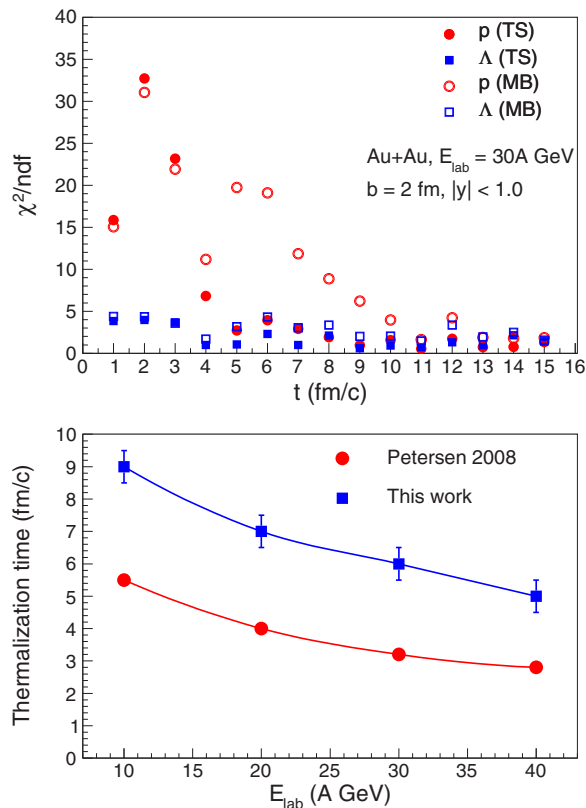 40
35
30
25
20
15
10
5
0
χ²/ndf
p (TS)
Λ (TS)
p (MB)
Λ (MB)
Au+Au, E_lab = 30A GeV
b = 2 fm, |y| < 1.0
0 1 2 3 4 5 6 7 8 9 10 11 12 13 14 15 16
t (fm/c)
10
9
8
7
6
5
4
3
2
1
0
Thermalization time (fm/c)
Petersen 2008
This work
10 15 20 25 30 35 40
E_lab (A GeV)